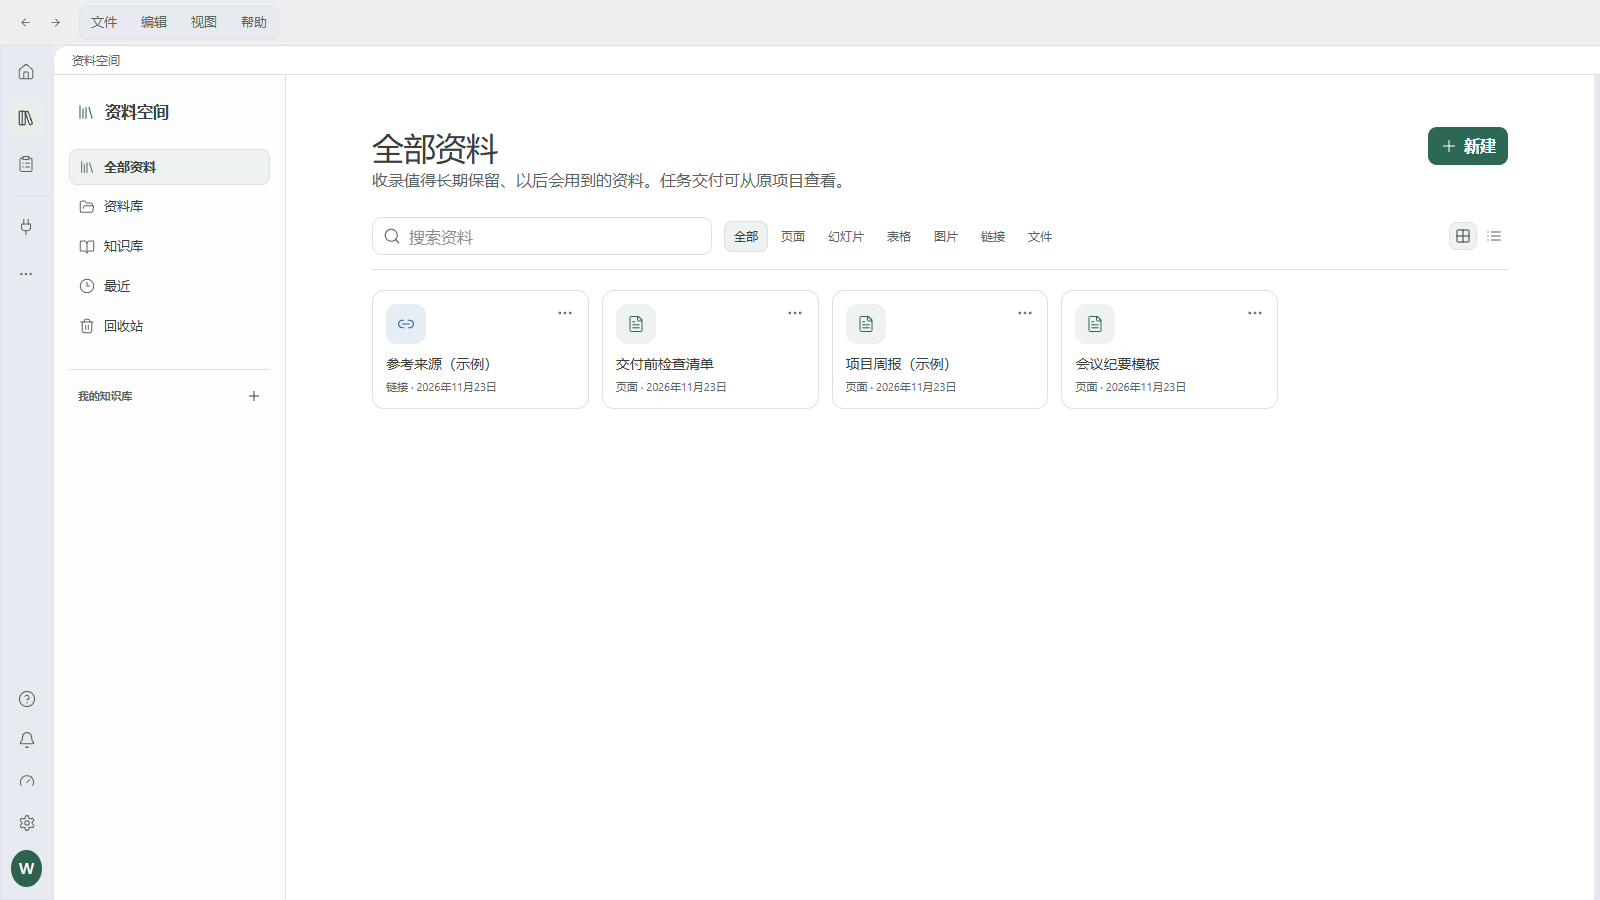 文件 编辑 视图 帮助
资料空间
资料空间
全部资料
资料库
知识库
最近
回收站
我的知识库
W
全部资料
新建
收录值得长期保留、以后会用到的资料。任务交付可从原项目查看。
搜索资料
全部 页面 幻灯片 表格 图片 链接 文件
参考来源（示例）
链接 · 2026年11月23日
交付前检查清单
页面 · 2026年11月23日
项目周报（示例）
页面 · 2026年11月23日
会议纪要模板
页面 · 2026年11月23日